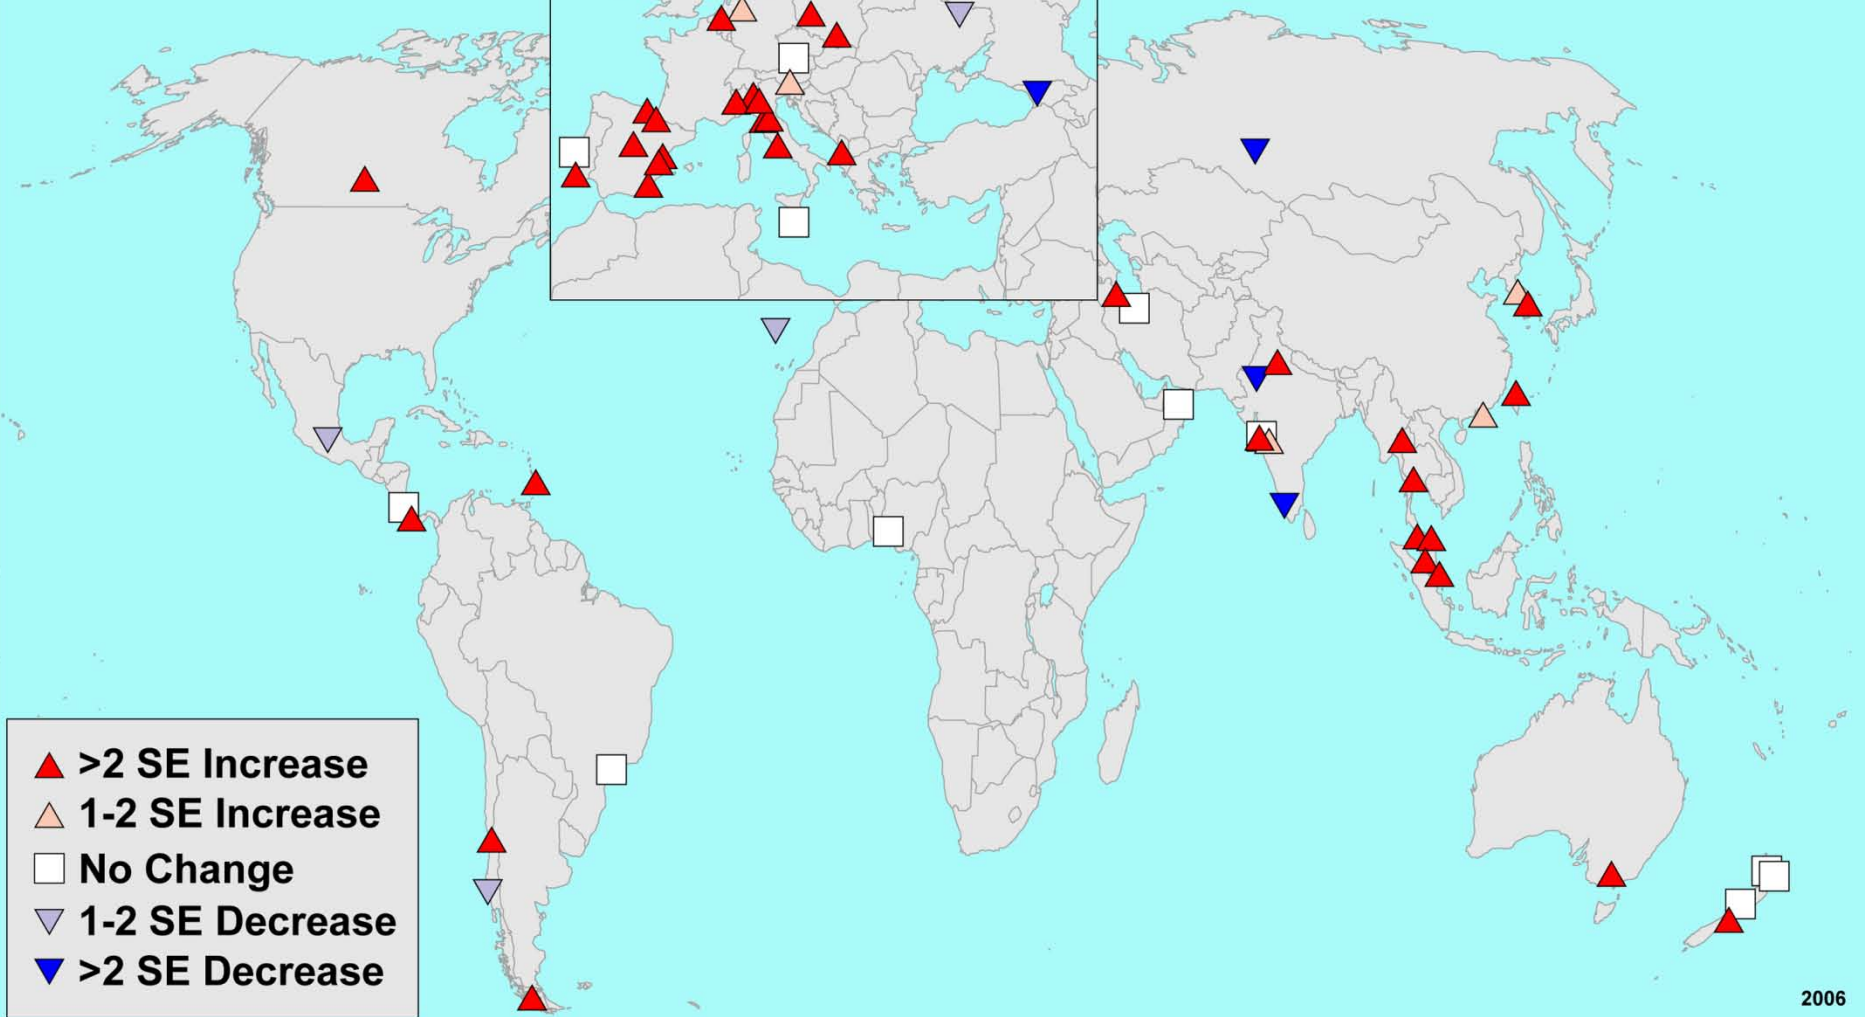 >2 SE Increase
1-2 SE Increase
No Change
1-2 SE Decrease
>2 SE Decrease
2006